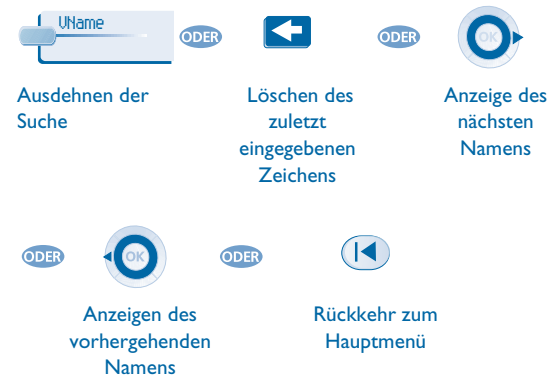 VName
ODER
ODER
OK
Ausdehnen der
Suche
Löschen des
zuletzt
eingegebenen
Zeichens
Anzeige des
nächsten
Namens
ODER
OK
ODER
Anzeigen des
vorhergehenden
Namens
Rückkehr zum
Hauptmenü